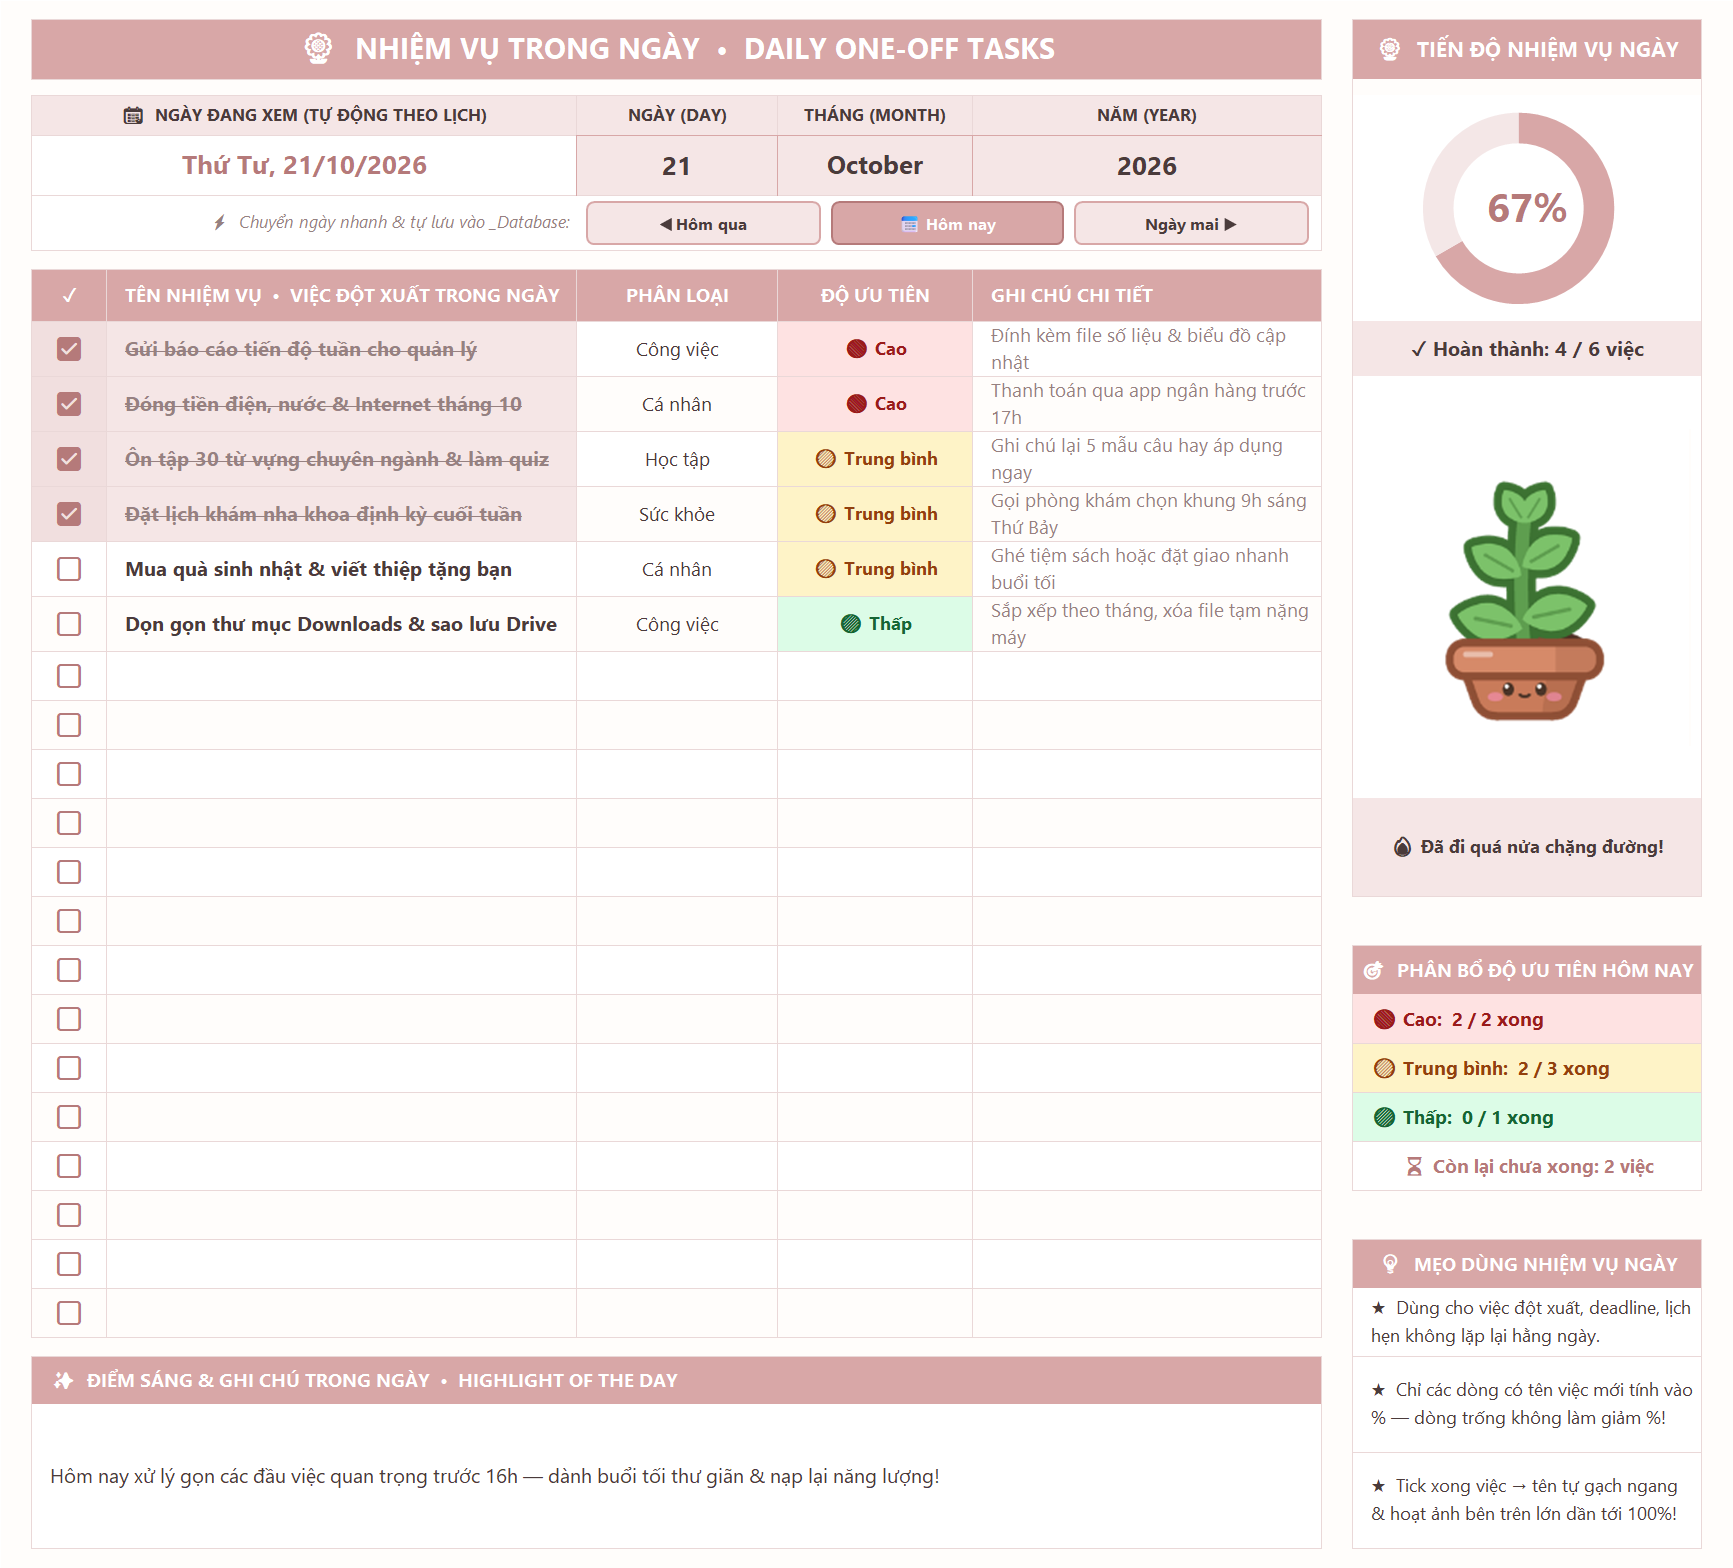 NHIỆM VỤ TRONG NGÀY • DAILY ONE-OFF TASKS
NGÀY ĐANG XEM (TỰ ĐỘNG THEO LỊCH)
NGÀY (DAY)
THÁNG (MONTH)
NĂM (YEAR)
Thứ Tư, 21/10/2026
21
October
2026
Chuyển ngày nhanh & tự lưu vào _Database:
◀ Hôm qua
Hôm nay
Ngày mai ▶
✓
TÊN NHIỆM VỤ • VIỆC ĐỘT XUẤT TRONG NGÀY
PHÂN LOẠI
ĐỘ ƯU TIÊN
GHI CHÚ CHI TIẾT
Gửi báo cáo tiến độ tuần cho quản lý
Công việc
Cao
Đính kèm file số liệu & biểu đồ cập
nhật
Đóng tiền điện, nước & Internet tháng 10
Cá nhân
Cao
Thanh toán qua app ngân hàng trước
17h
Ôn tập 30 từ vựng chuyên ngành & làm quiz
Học tập
Trung bình
Ghi chú lại 5 mẫu câu hay áp dụng
ngay
Đặt lịch khám nha khoa định kỳ cuối tuần
Sức khỏe
Trung bình
Gọi phòng khám chọn khung 9h sáng
Thứ Bảy
Mua quà sinh nhật & viết thiệp tặng bạn
Cá nhân
Trung bình
Ghé tiệm sách hoặc đặt giao nhanh
buổi tối
Dọn gọn thư mục Downloads & sao lưu Drive
Công việc
Thấp
Sắp xếp theo tháng, xóa file tạm nặng
máy
ĐIỂM SÁNG & GHI CHÚ TRONG NGÀY • HIGHLIGHT OF THE DAY
Hôm nay xử lý gọn các đầu việc quan trọng trước 16h — dành buổi tối thư giãn & nạp lại năng lượng!
TIẾN ĐỘ NHIỆM VỤ NGÀY
67%
✓ Hoàn thành: 4 / 6 việc
Đã đi quá nửa chặng đường!
PHÂN BỔ ĐỘ ƯU TIÊN HÔM NAY
Cao: 2 / 2 xong
Trung bình: 2 / 3 xong
Thấp: 0 / 1 xong
Còn lại chưa xong: 2 việc
MẸO DÙNG NHIỆM VỤ NGÀY
★ Dùng cho việc đột xuất, deadline, lịch
hẹn không lặp lại hằng ngày.
★ Chỉ các dòng có tên việc mới tính vào
% — dòng trống không làm giảm %!
★ Tick xong việc → tên tự gạch ngang
& hoạt ảnh bên trên lớn dần tới 100%!